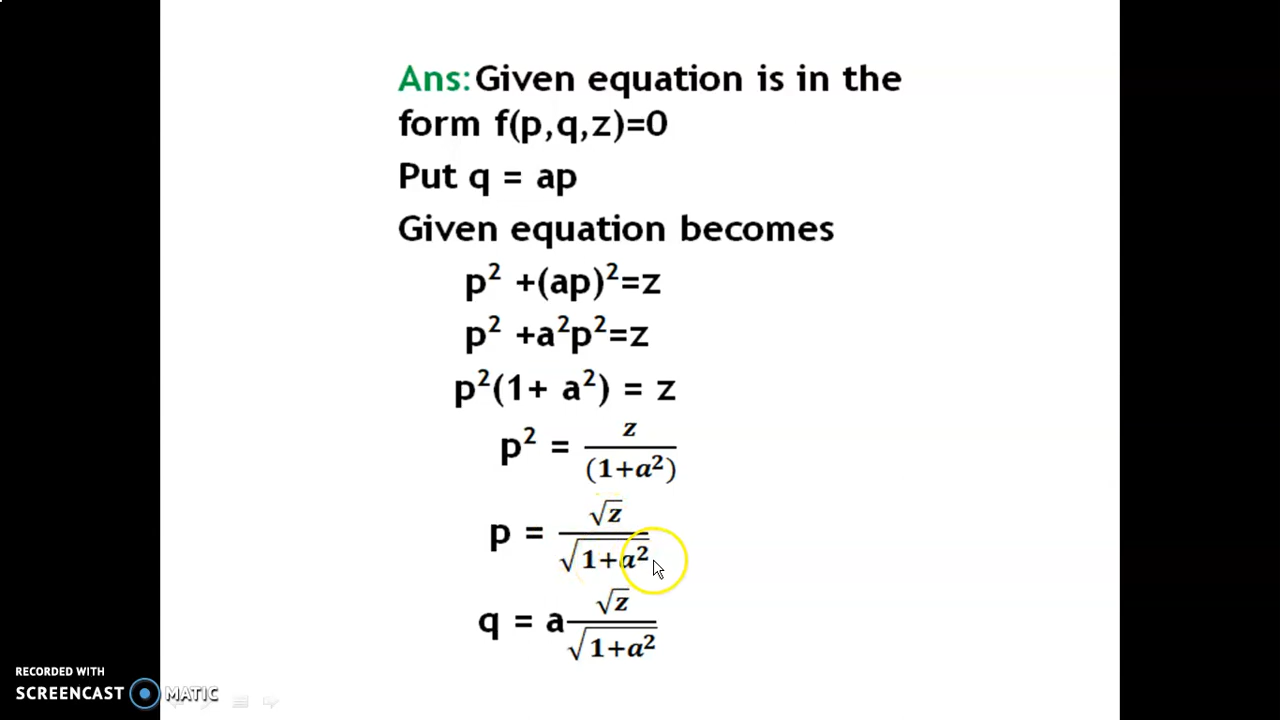 Ans: Given equation is in the
form f(p,q,z)=0
Put q = ap
Given equation becomes
p² +(ap)²=z
p² +a²p²=z
p²(1+ a²) = z
p² = z/(1+a²)
p = √z/√1+a²
q = a√z/√1+a²
RECORDED WITH
SCREENCAST MATIC